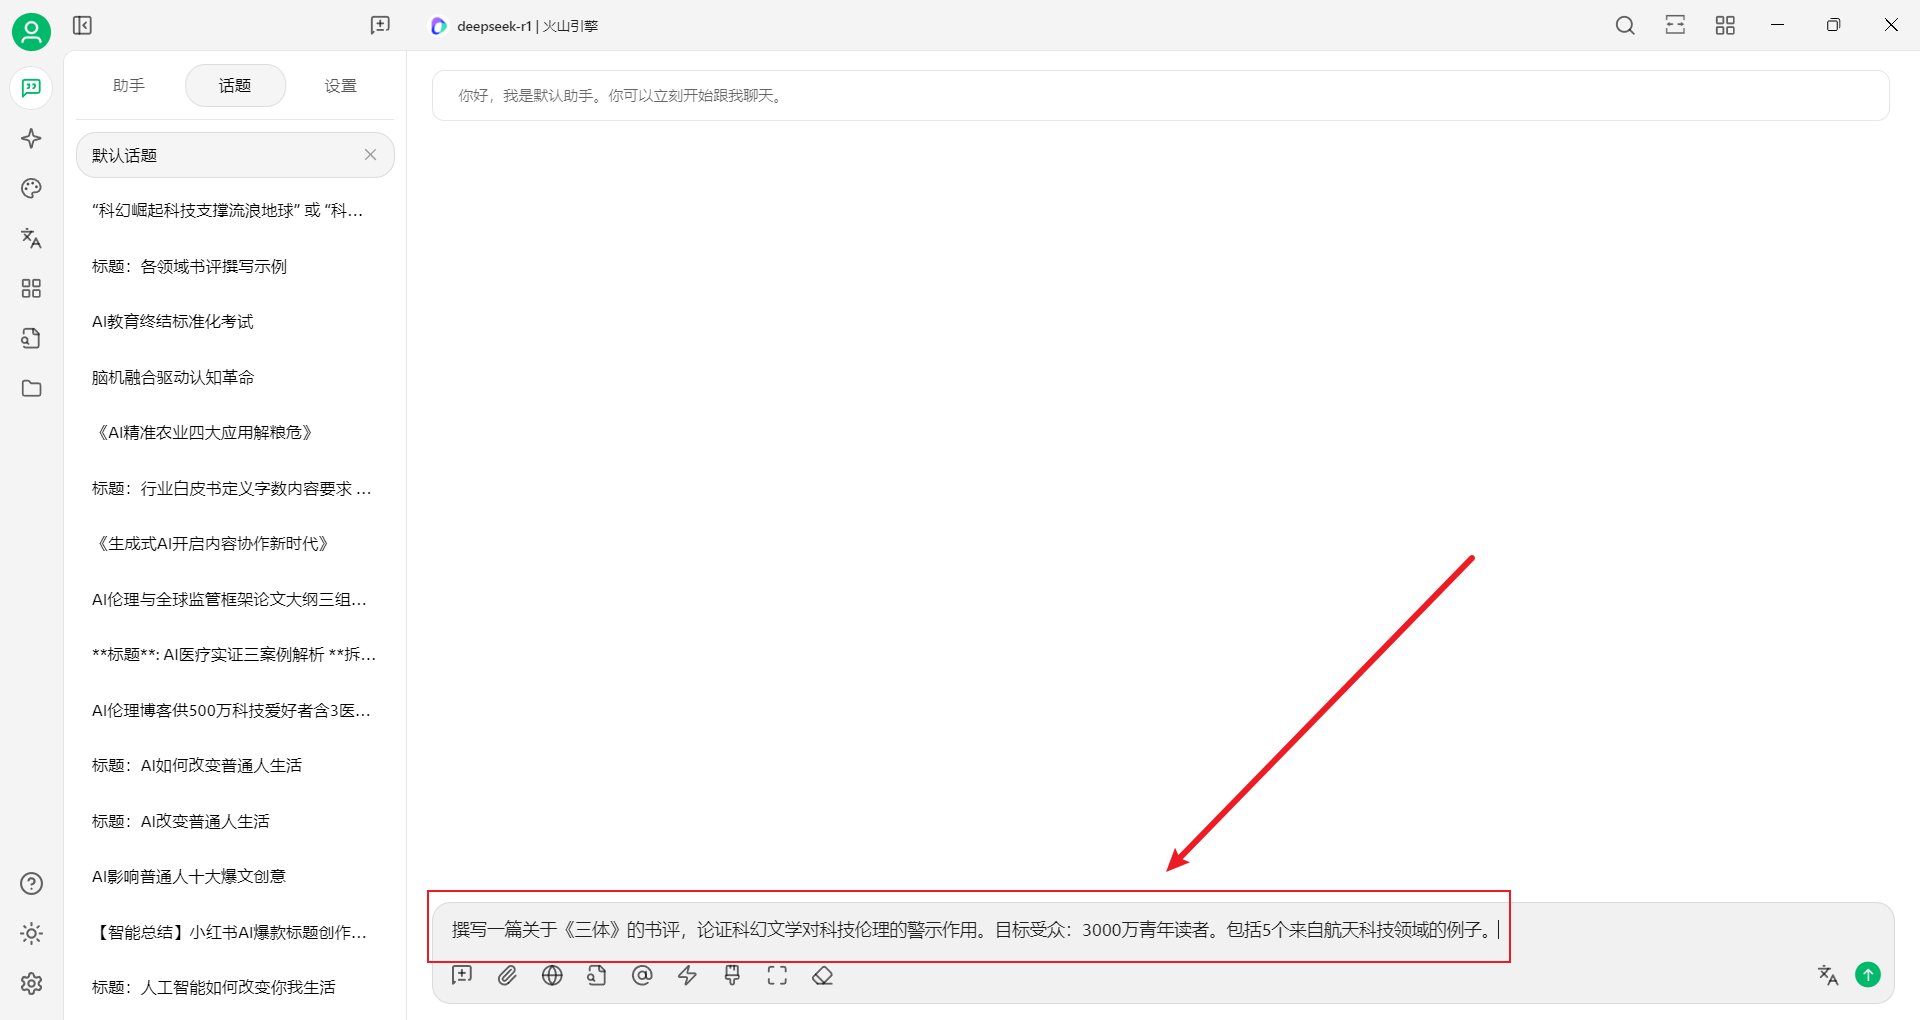 deepseek-r1 | 火山引擎
助手
话题
设置
默认话题
“科幻崛起科技支撑流浪地球” 或 “科...
标题：各领域书评撰写示例
AI教育终结标准化考试
脑机融合驱动认知革命
《AI精准农业四大应用解粮危》
标题：行业白皮书定义字数内容要求 ...
《生成式AI开启内容协作新时代》
AI伦理与全球监管框架论文大纲三组...
**标题**: AI医疗实证三案例解析 **拆...
AI伦理博客供500万科技爱好者含3医...
标题：AI如何改变普通人生活
标题：AI改变普通人生活
AI影响普通人十大爆文创意
【智能总结】小红书AI爆款标题创作...
标题：人工智能如何改变你我生活
你好，我是默认助手。你可以立刻开始跟我聊天。
撰写一篇关于《三体》的书评，论证科幻文学对科技伦理的警示作用。目标受众：3000万青年读者。包括5个来自航天科技领域的例子。